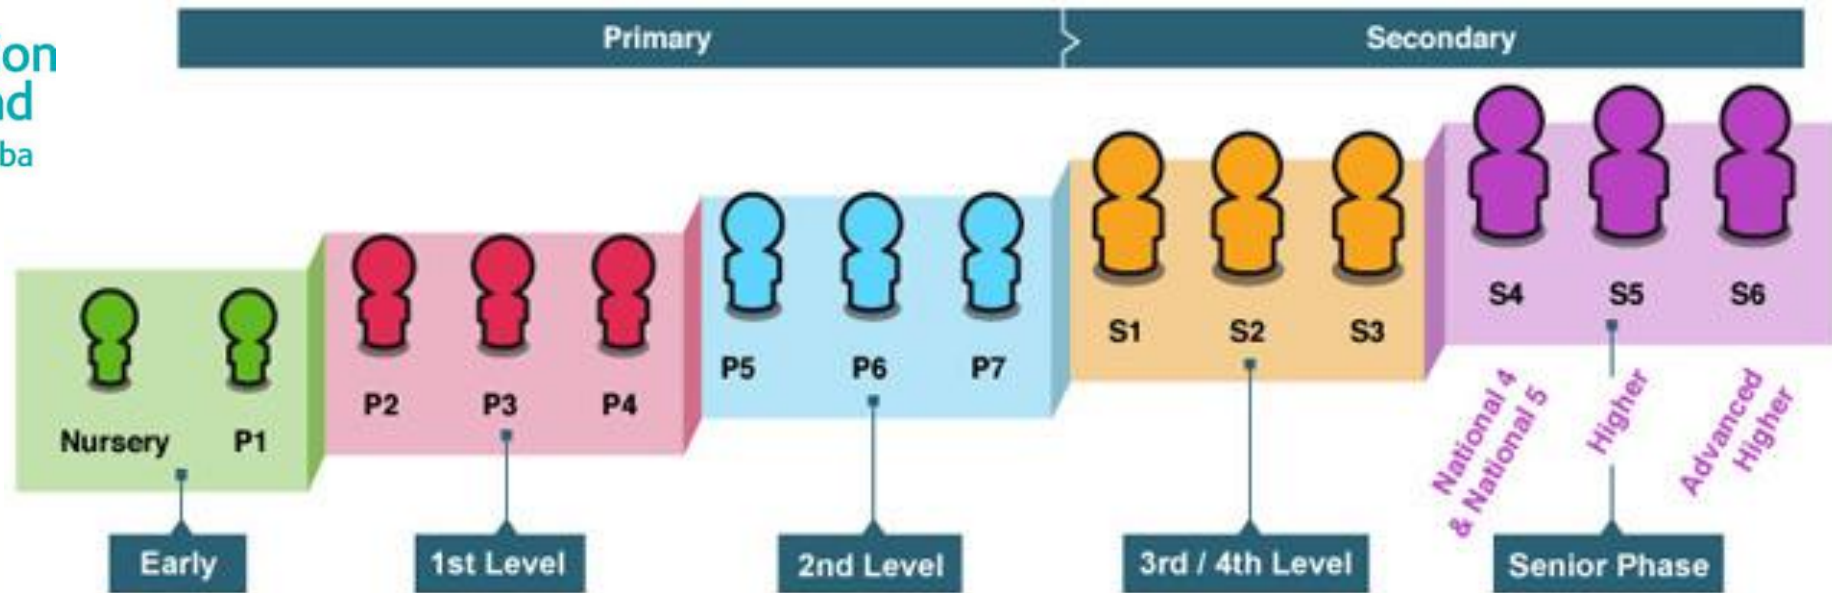 Primary
Secondary
on
d
ba
Nursery
P1
P2
P3
P4
P5
P6
P7
S1
S2
S3
S4
S5
S6
National 4
& National 5
Higher
Advanced
Higher
Early
1st Level
2nd Level
3rd / 4th Level
Senior Phase